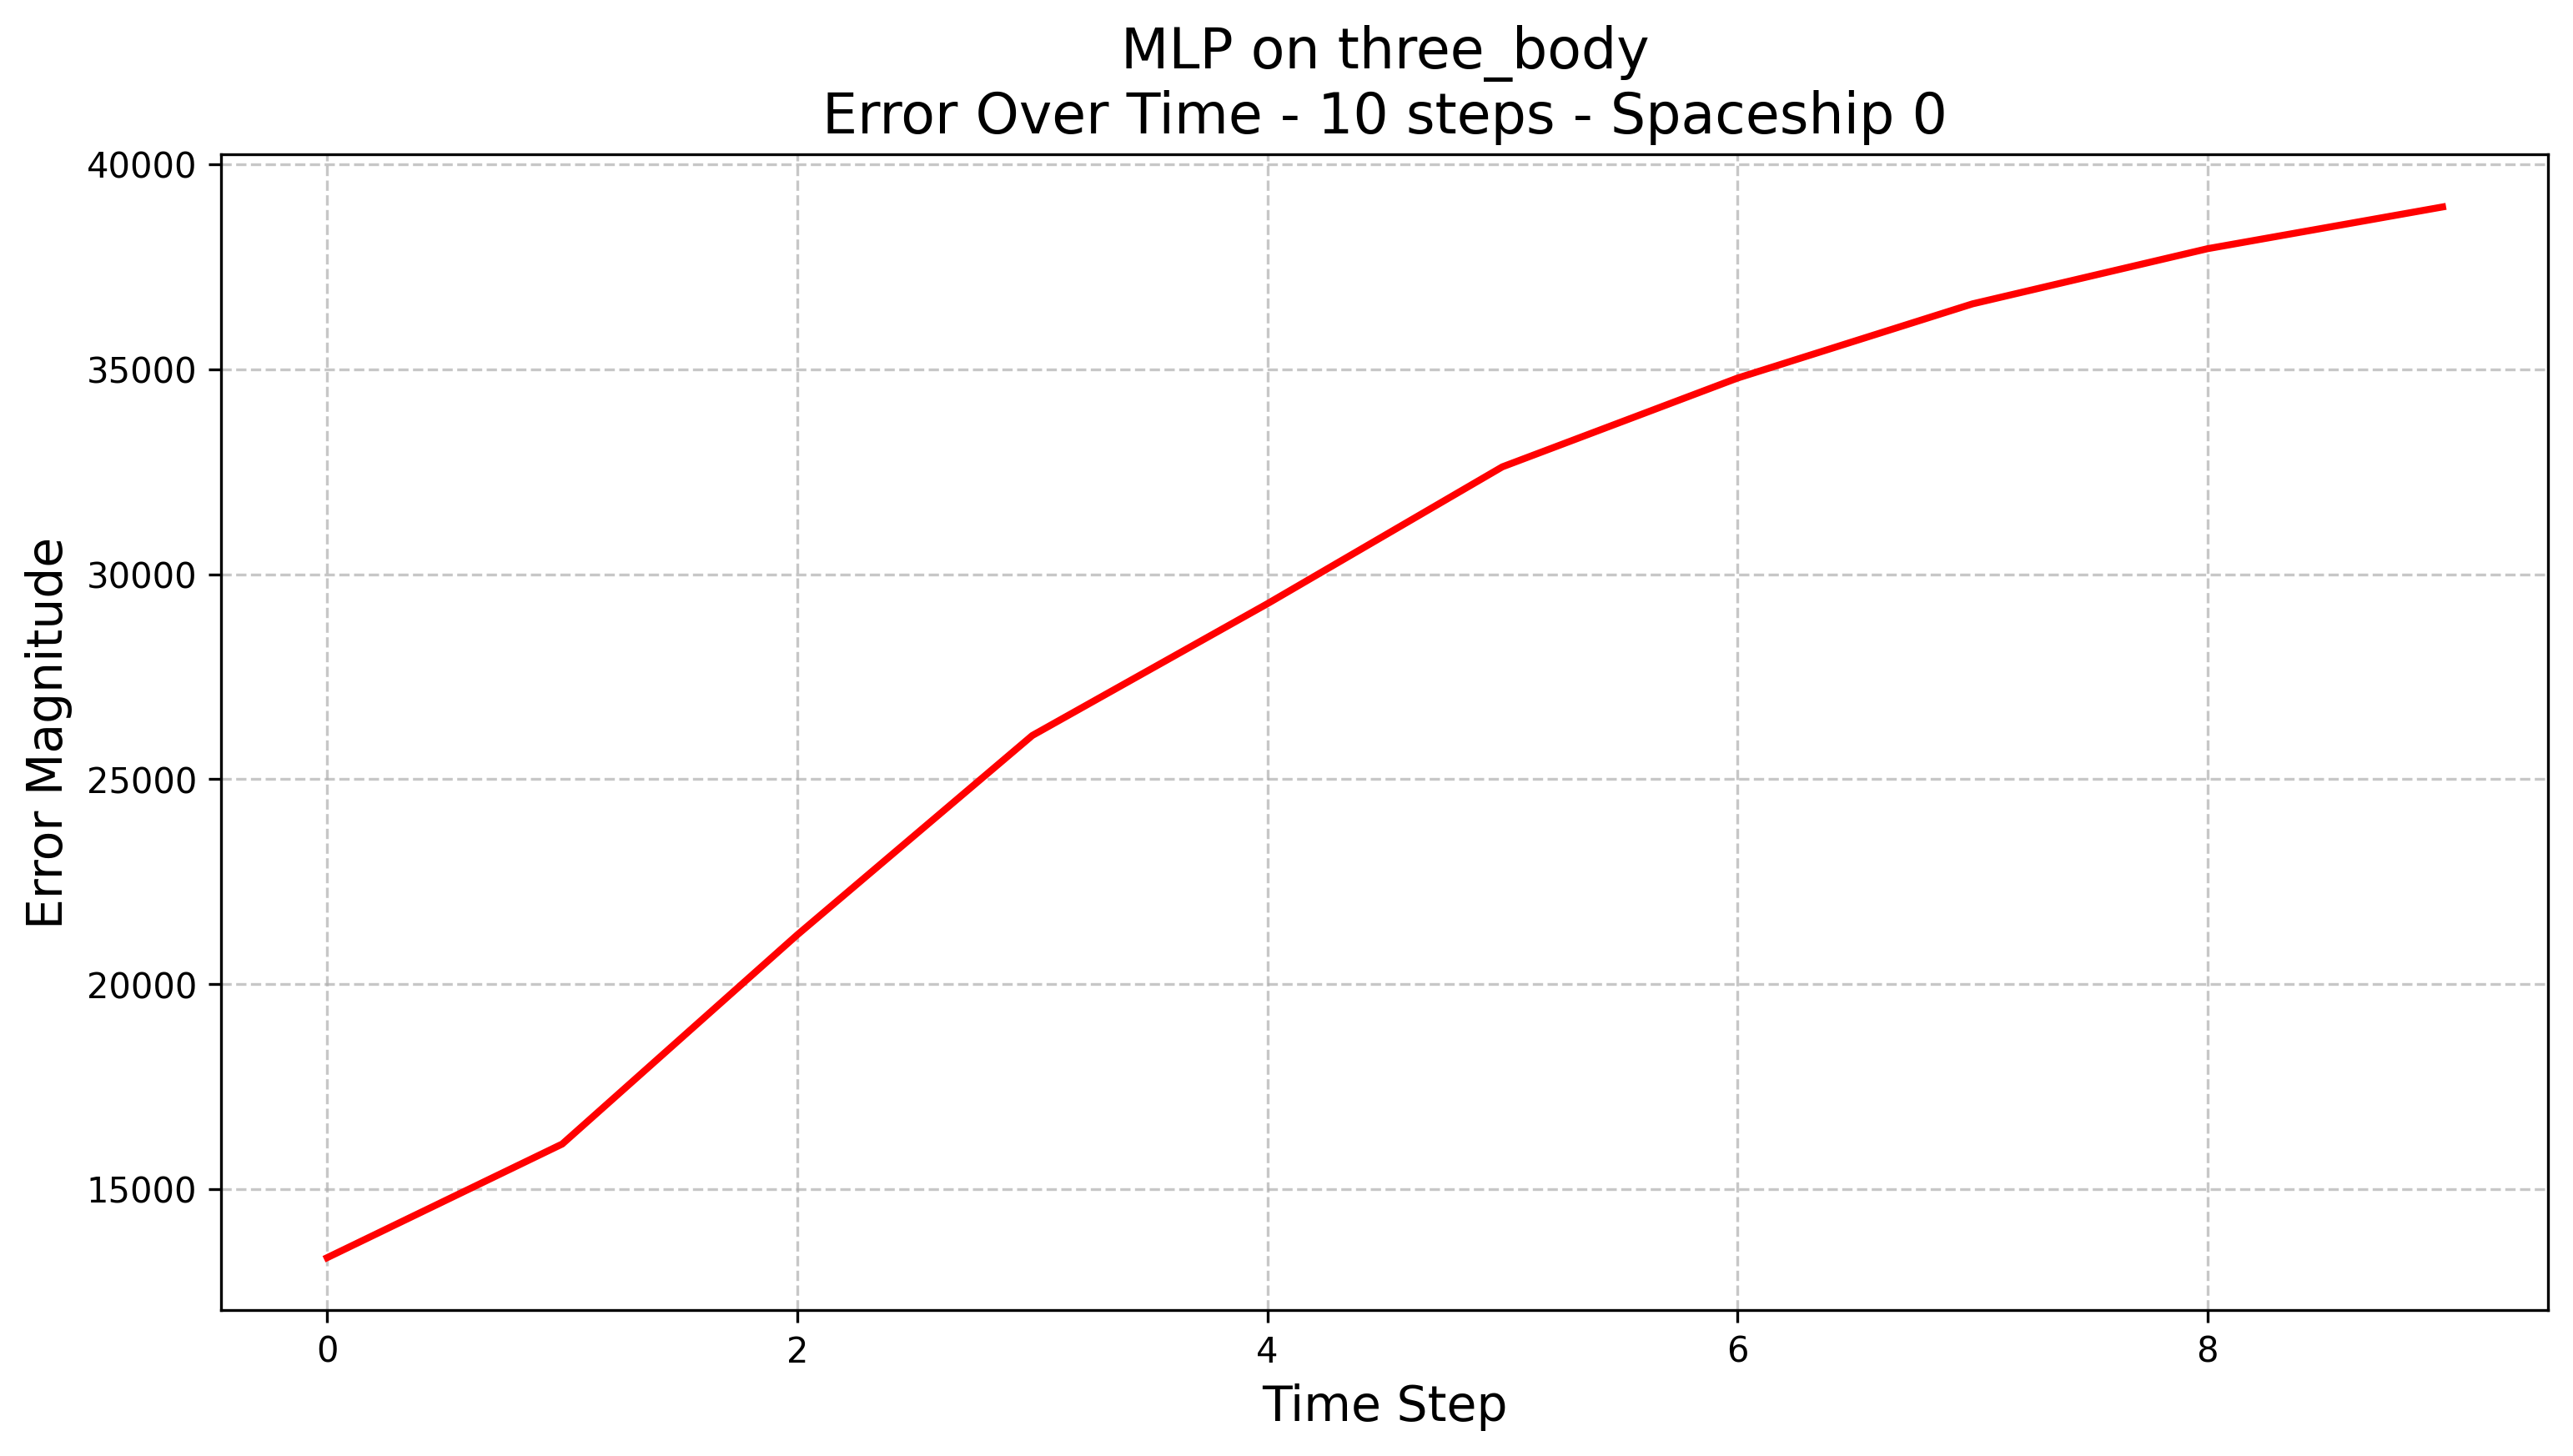 MLP on three_body
Error Over Time - 10 steps - Spaceship 0
40000
35000
30000
25000
20000
15000
Error Magnitude
0 2 4 6 8
Time Step